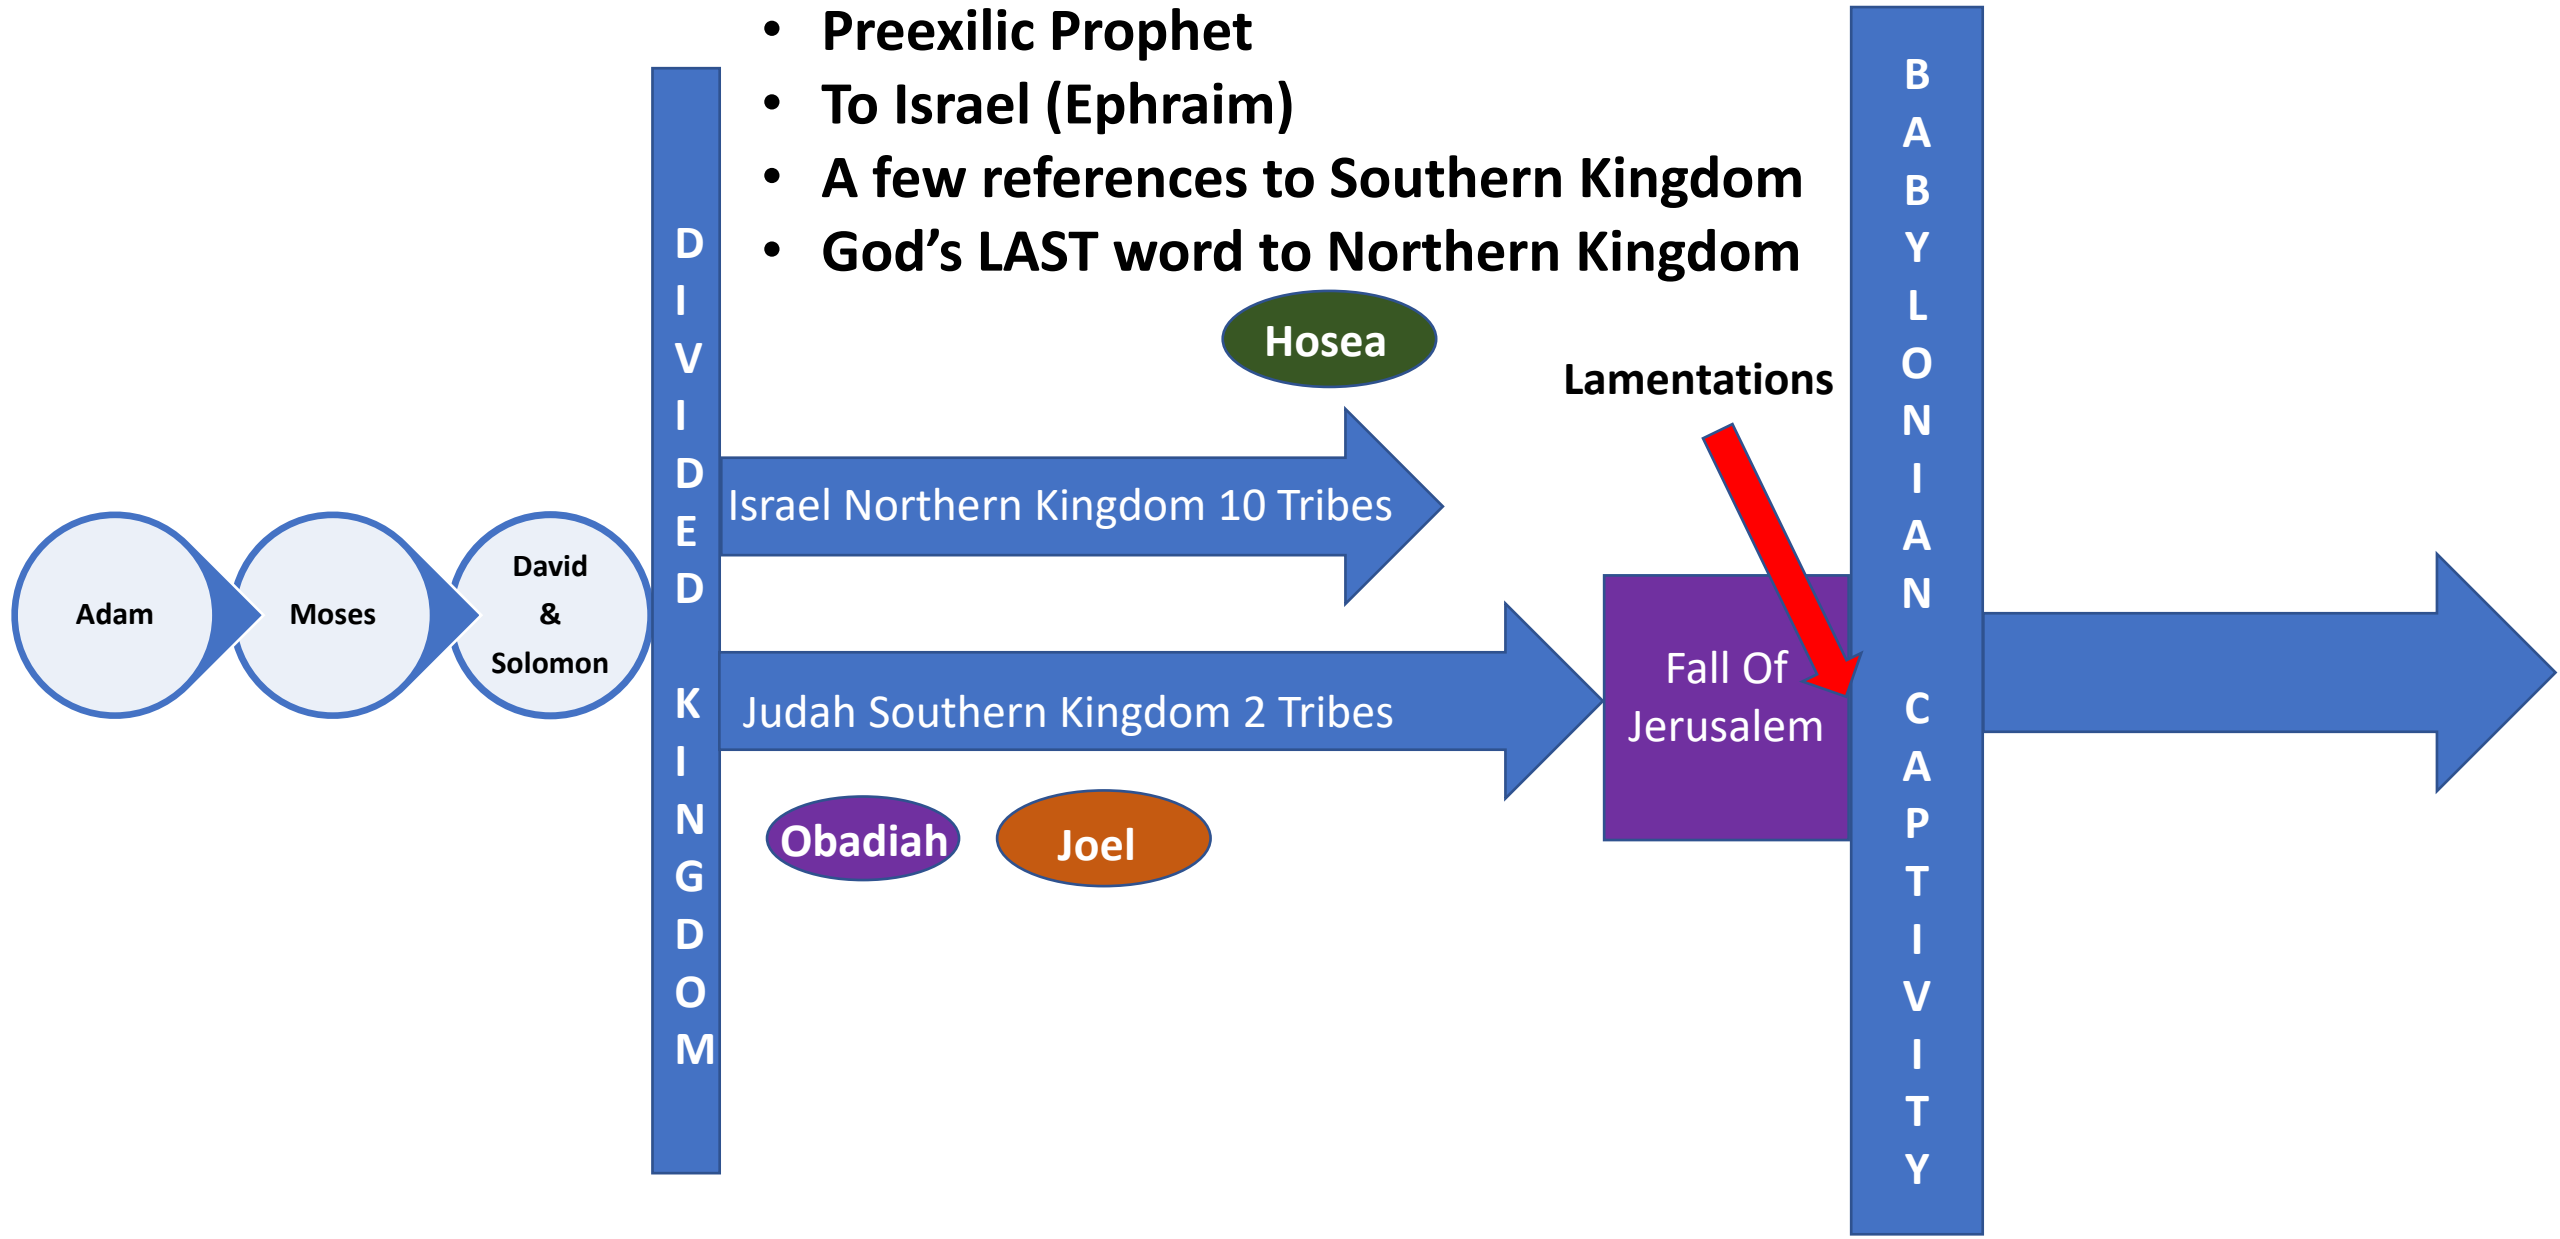 • Preexilic Prophet
• To Israel (Ephraim)
• A few references to Southern Kingdom
• God’s LAST word to Northern Kingdom
Hosea
Lamentations
DIVIDED KINGDOM
Israel Northern Kingdom 10 Tribes
Adam
Moses
David
&
Solomon
Judah Southern Kingdom 2 Tribes
Fall Of
Jerusalem
Obadiah
Joel
BABYLONIAN CAPTIVITY